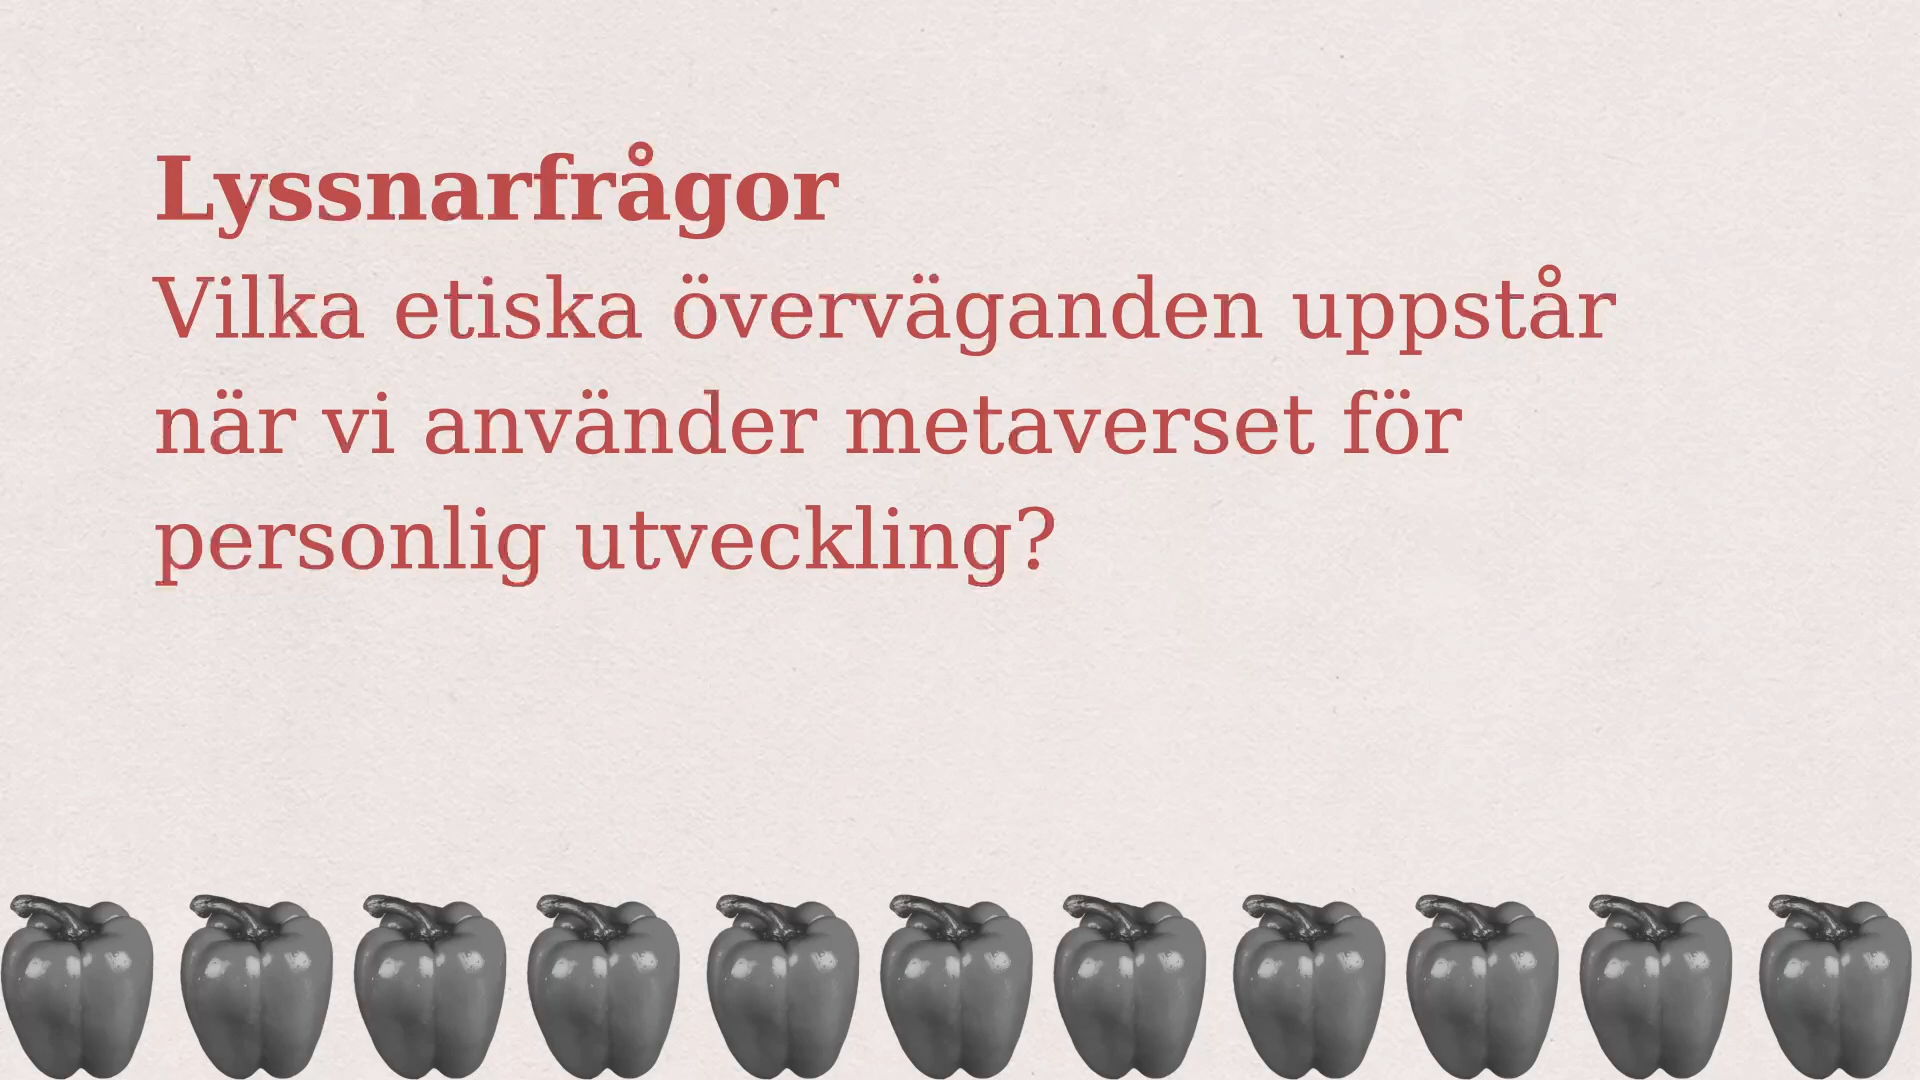 Lyssnarfrågor
Vilka etiska överväganden uppstår
när vi använder metaverset för
personlig utveckling?